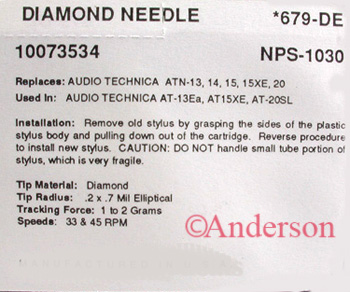 DIAMOND NEEDLE *679-DE
10073534 NPS-1030
Replaces: AUDIO TECHNICA ATN-13, 14, 15, 15XE, 20
Used In: AUDIO TECHNICA AT-13Ea, AT15XE, AT-20SL
Installation: Remove old stylus by grasping the sides of the plastic
stylus body and pulling down out of the cartridge. Reverse procedure
to install new stylus. CAUTION: DO NOT handle small tube portion of
stylus, which is very fragile.
Tip Material: Diamond
Tip Radius: .2 x .7 Mil Elliptical
Tracking Force: 1 to 2 Grams
Speeds: 33 & 45 RPM
©Anderson